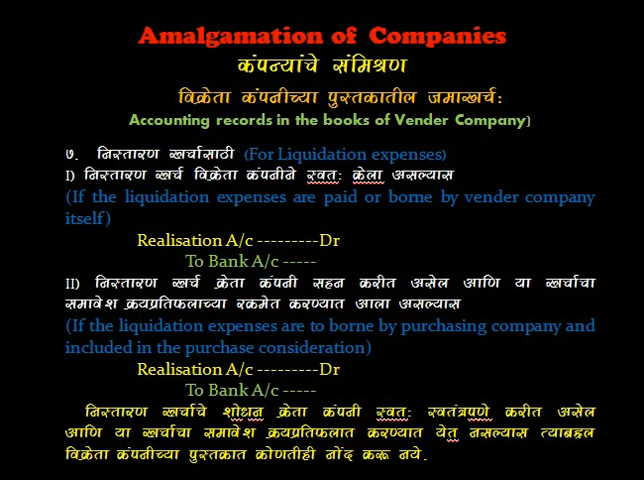 Amalgamation of Companies
कंपन्यांचे संमिश्रण
विक्रेता कंपनीच्या पुस्तकातील जमाखर्च:
Accounting records in the books of Vender Company)
७. निस्तारण खर्चासाठी (For Liquidation expenses)
I) निस्तारण खर्च विक्रेता कंपनीने स्वत: केला असल्यास
(If the liquidation expenses are paid or borne by vender company
itself)
Realisation A/c ---------Dr
To Bank A/c -----
II) निस्तारण खर्च क्रेता कंपनी सहन करीत असेल आणि या खर्चाचा
समावेश क्रयप्रतिफलाच्या रकमेत करण्यात आला असल्यास
(If the liquidation expenses are to borne by purchasing company and
included in the purchase consideration)
Realisation A/c ---------Dr
To Bank A/c -----
निस्तारण खर्चाचे शोधन क्रेता कंपनी स्वत: स्वतंत्रपणे करीत असेल
आणि या खर्चाचा समावेश क्रयप्रतिफलात करण्यात येत नसल्यास त्याबद्दल
विक्रेता कंपनीच्या पुस्तकात कोणतीही नोंद करू नये.